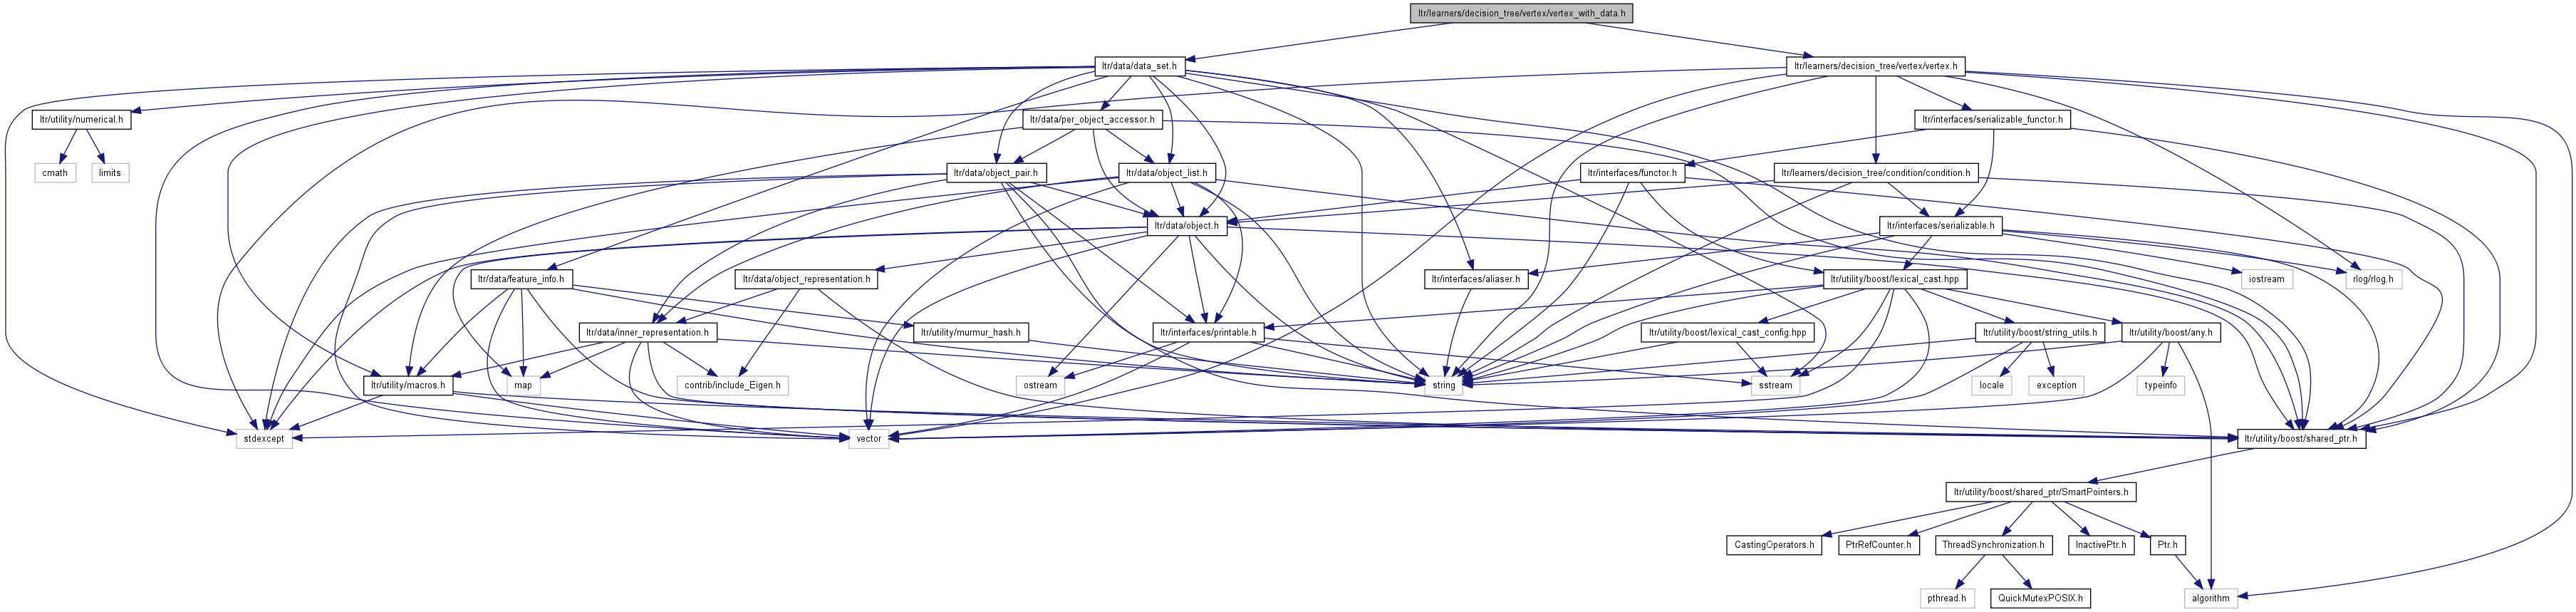 ltr/learners/decision_tree/vertex/vertex_with_data.h
ltr/data/data_set.h
ltr/learners/decision_tree/vertex/vertex.h
ltr/utility/numerical.h
ltr/data/per_object_accessor.h
ltr/interfaces/serializable_functor.h
cmath
limits
ltr/data/object_pair.h
ltr/data/object_list.h
ltr/interfaces/functor.h
ltr/learners/decision_tree/condition/condition.h
ltr/data/object.h
ltr/interfaces/serializable.h
ltr/data/feature_info.h
ltr/data/object_representation.h
ltr/interfaces/aliaser.h
ltr/utility/boost/lexical_cast.hpp
iostream
rlog/rlog.h
ltr/data/inner_representation.h
ltr/utility/murmur_hash.h
ltr/interfaces/printable.h
ltr/utility/boost/lexical_cast_config.hpp
ltr/utility/boost/string_utils.h
ltr/utility/boost/any.h
ltr/utility/macros.h
map
contrib/include_Eigen.h
ostream
string
sstream
locale
exception
typeinfo
stdexcept
vector
ltr/utility/boost/shared_ptr.h
ltr/utility/boost/shared_ptr/SmartPointers.h
CastingOperators.h
PtrRefCounter.h
ThreadSynchronization.h
InactivePtr.h
Ptr.h
pthread.h
QuickMutexPOSIX.h
algorithm